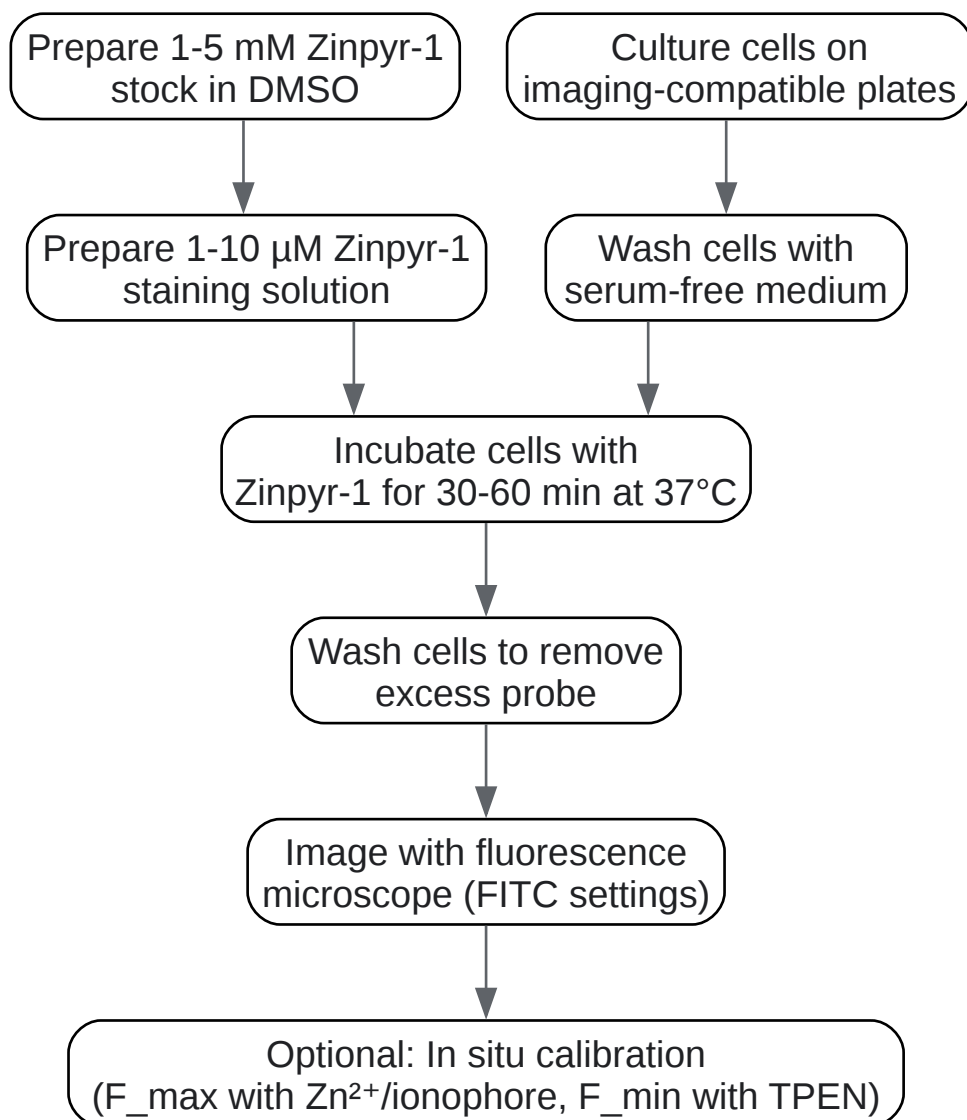 Prepare 1-5 mM Zinpyr-1
stock in DMSO
Culture cells on
imaging-compatible plates
Prepare 1-10 µM Zinpyr-1
staining solution
Wash cells with
serum-free medium
Incubate cells with
Zinpyr-1 for 30-60 min at 37°C
Wash cells to remove
excess probe
Image with fluorescence
microscope (FITC settings)
Optional: In situ calibration
(F_max with Zn²⁺/ionophore, F_min with TPEN)